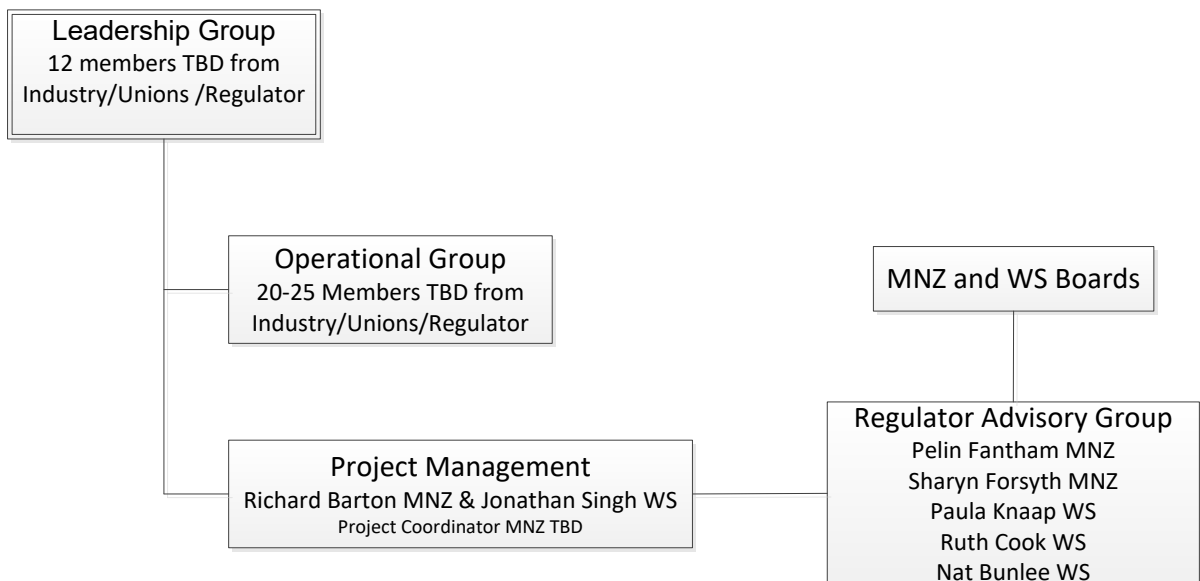 Leadership Group
12 members TBD from
Industry/Unions /Regulator
Operational Group
20-25 Members TBD from
Industry/Unions/Regulator
MNZ and WS Boards
Project Management
Richard Barton MNZ & Jonathan Singh WS
Project Coordinator MNZ TBD
Regulator Advisory Group
Pelin Fantham MNZ
Sharyn Forsyth MNZ
Paula Knaap WS
Ruth Cook WS
Nat Bunlee WS